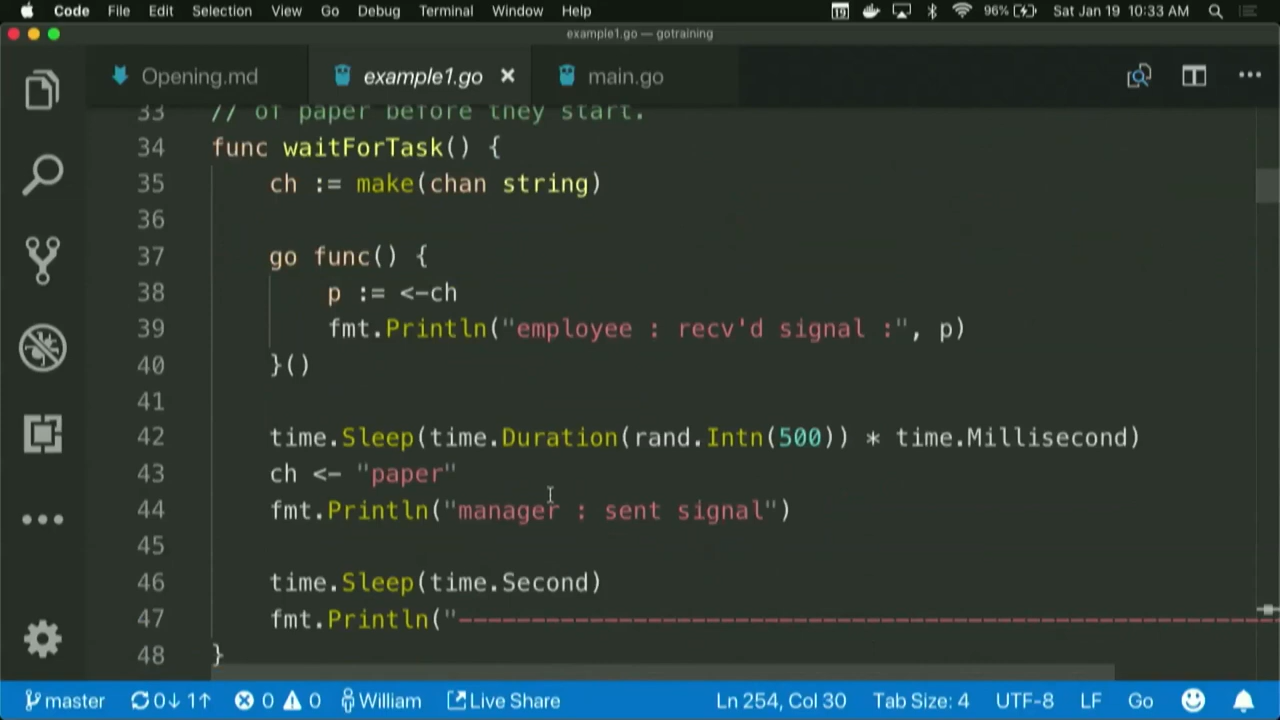 Code File Edit Selection View Go Debug Terminal Window Help 19 96% Sat Jan 19 10:33 AM
example1.go — gotraining
Opening.md example1.go main.go
33 // of paper before they start.
34 func waitForTask() {
35 ch := make(chan string)
36
37 go func() {
38 p := <-ch
39 fmt.Println("employee : recv'd signal :", p)
40 }()
41
42 time.Sleep(time.Duration(rand.Intn(500)) * time.Millisecond)
43 ch <- "paper"
44 fmt.Println("manager : sent signal")
45
46 time.Sleep(time.Second)
47 fmt.Println("---------------------------------------------------------
48 }
master 0↓ 1↑ 0 0 William Live Share Ln 254, Col 30 Tab Size: 4 UTF-8 LF Go